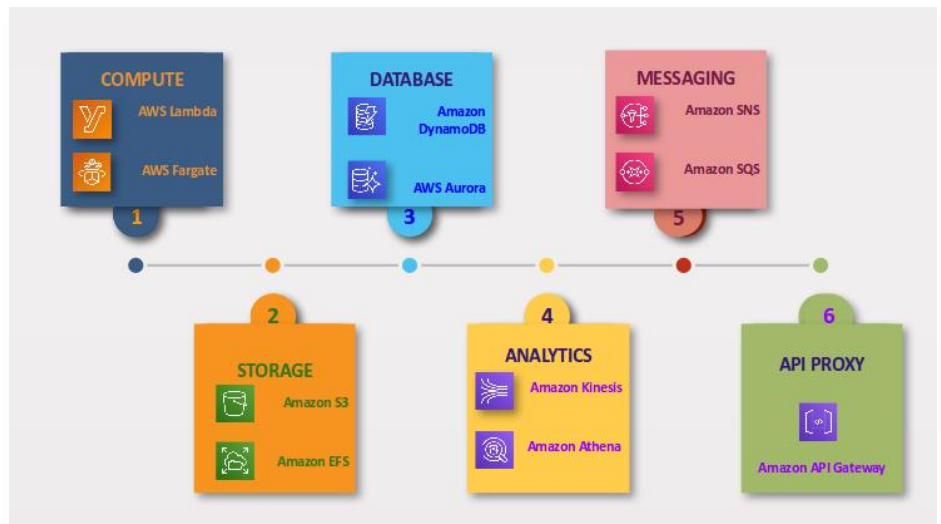 COMPUTE
AWS Lambda
AWS Fargate
1
2
STORAGE
Amazon S3
Amazon EFS
DATABASE
Amazon
DynamoDB
AWS Aurora
3
4
ANALYTICS
Amazon Kinesis
Amazon Athena
MESSAGING
Amazon SNS
Amazon SQS
5
6
API PROXY
Amazon API Gateway